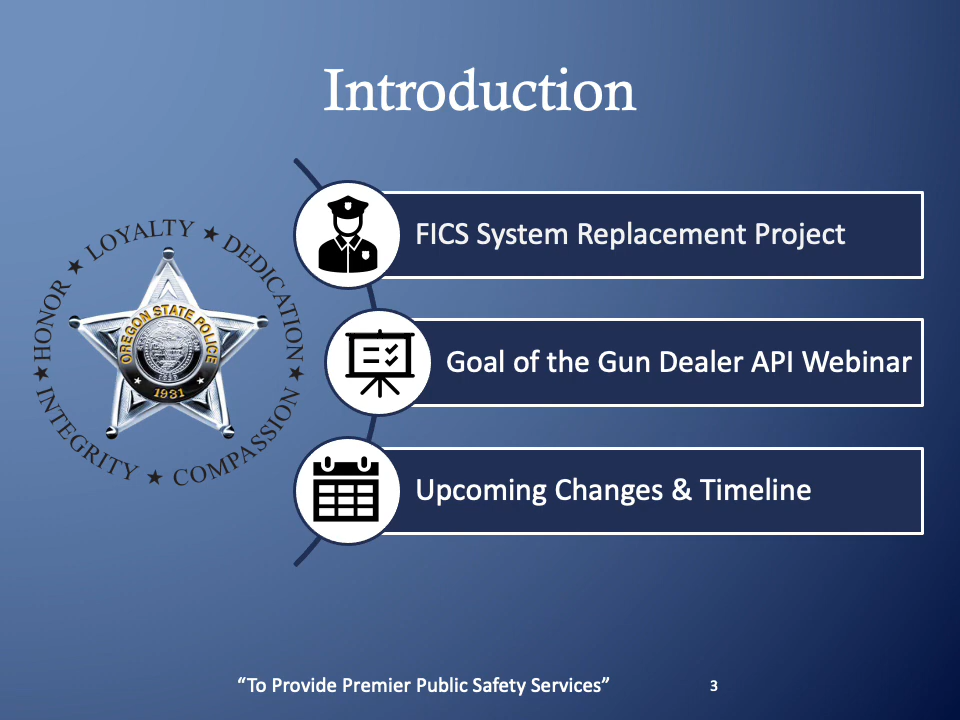 Introduction
HONOR ★ LOYALTY ★ DEDICATION ★ COMPASSION ★ INTEGRITY ★
OREGON STATE POLICE
1931
FICS System Replacement Project
Goal of the Gun Dealer API Webinar
Upcoming Changes & Timeline
“To Provide Premier Public Safety Services”
3